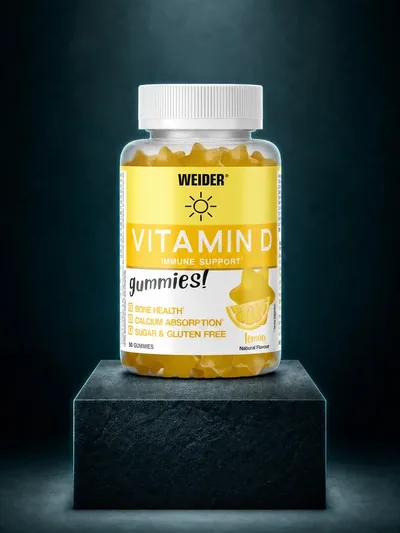 WEIDER®
VITAMIN D
IMMUNE SUPPORT
gummies!
BONE HEALTH
CALCIUM ABSORPTION
SUGAR & GLUTEN FREE
50 GUMMIES
lemon
Natural Flavour